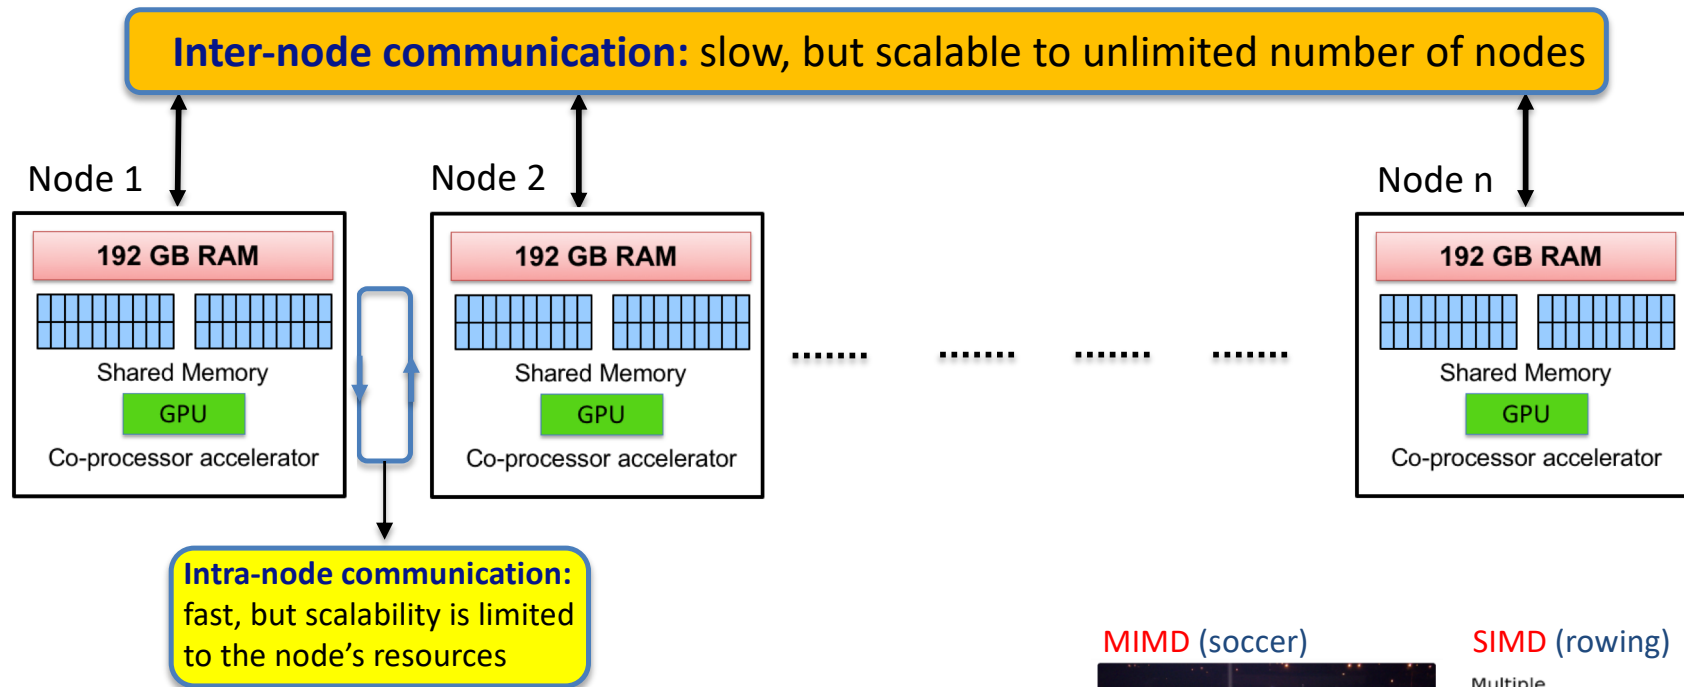 Inter-node communication: slow, but scalable to unlimited number of nodes
Node 1
Node 2
Node n
192 GB RAM
Shared Memory
GPU
Co-processor accelerator
192 GB RAM
Shared Memory
GPU
Co-processor accelerator
....... ....... ....... .......
192 GB RAM
Shared Memory
GPU
Co-processor accelerator
Intra-node communication:
fast, but scalability is limited
to the node’s resources
MIMD (soccer)
SIMD (rowing)
Multiple